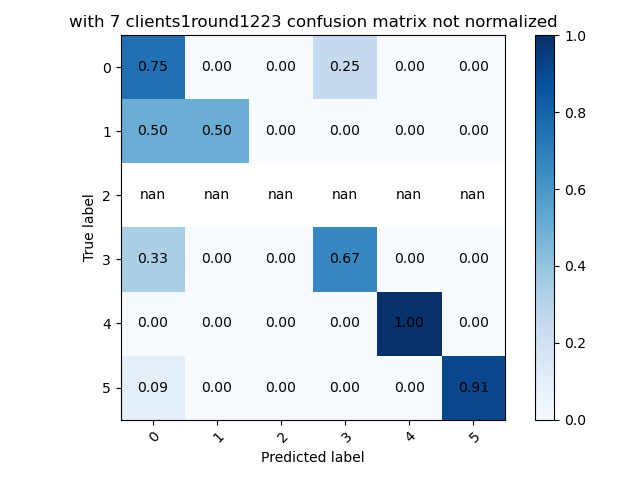 with 7 clients1round1223 confusion matrix not normalized
0 0.75 0.00 0.00 0.25 0.00 0.00
1 0.50 0.50 0.00 0.00 0.00 0.00
2 nan nan nan nan nan nan
3 0.33 0.00 0.00 0.67 0.00 0.00
4 0.00 0.00 0.00 0.00 1.00 0.00
5 0.09 0.00 0.00 0.00 0.00 0.91
True label
0 1 2 3 4 5
Predicted label
1.0
0.8
0.6
0.4
0.2
0.0